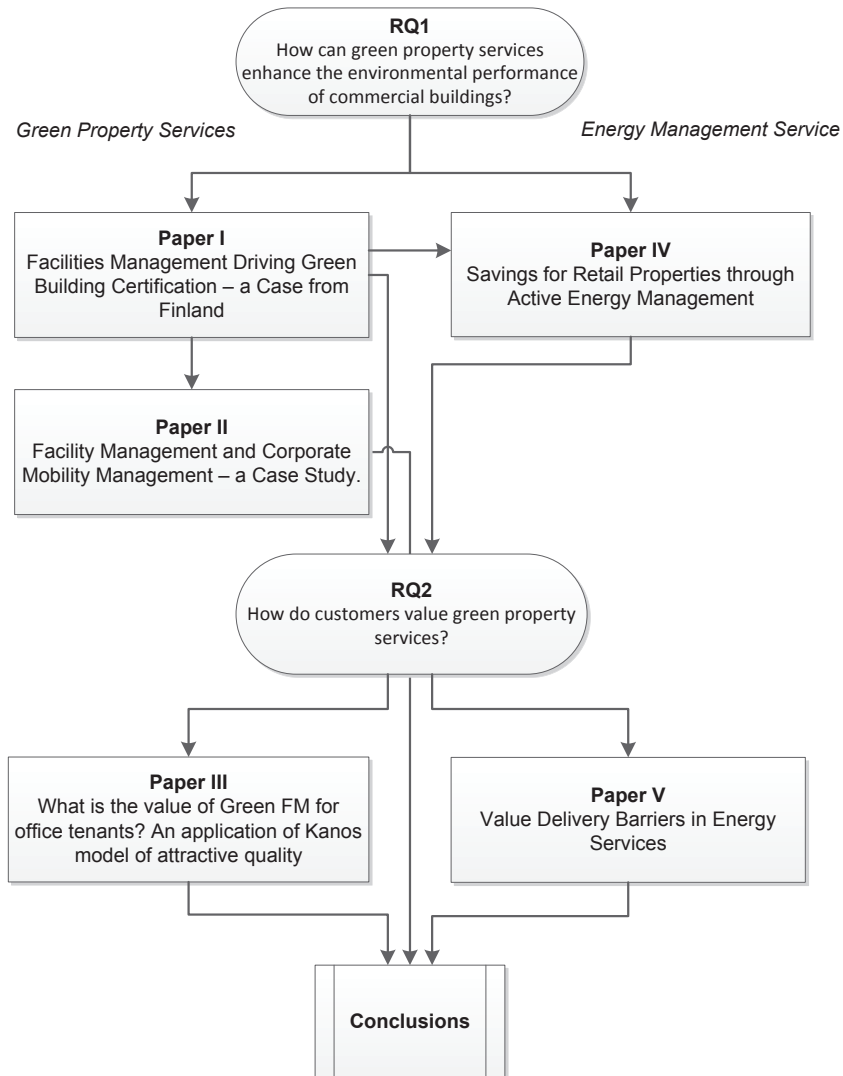 RQ1
How can green property services
enhance the environmental performance
of commercial buildings?
Green Property Services
Energy Management Service
Paper I
Facilities Management Driving Green
Building Certification – a Case from
Finland
Paper IV
Savings for Retail Properties through
Active Energy Management
Paper II
Facility Management and Corporate
Mobility Management – a Case Study.
RQ2
How do customers value green property
services?
Paper III
What is the value of Green FM for
office tenants? An application of Kanos
model of attractive quality
Paper V
Value Delivery Barriers in Energy
Services
Conclusions